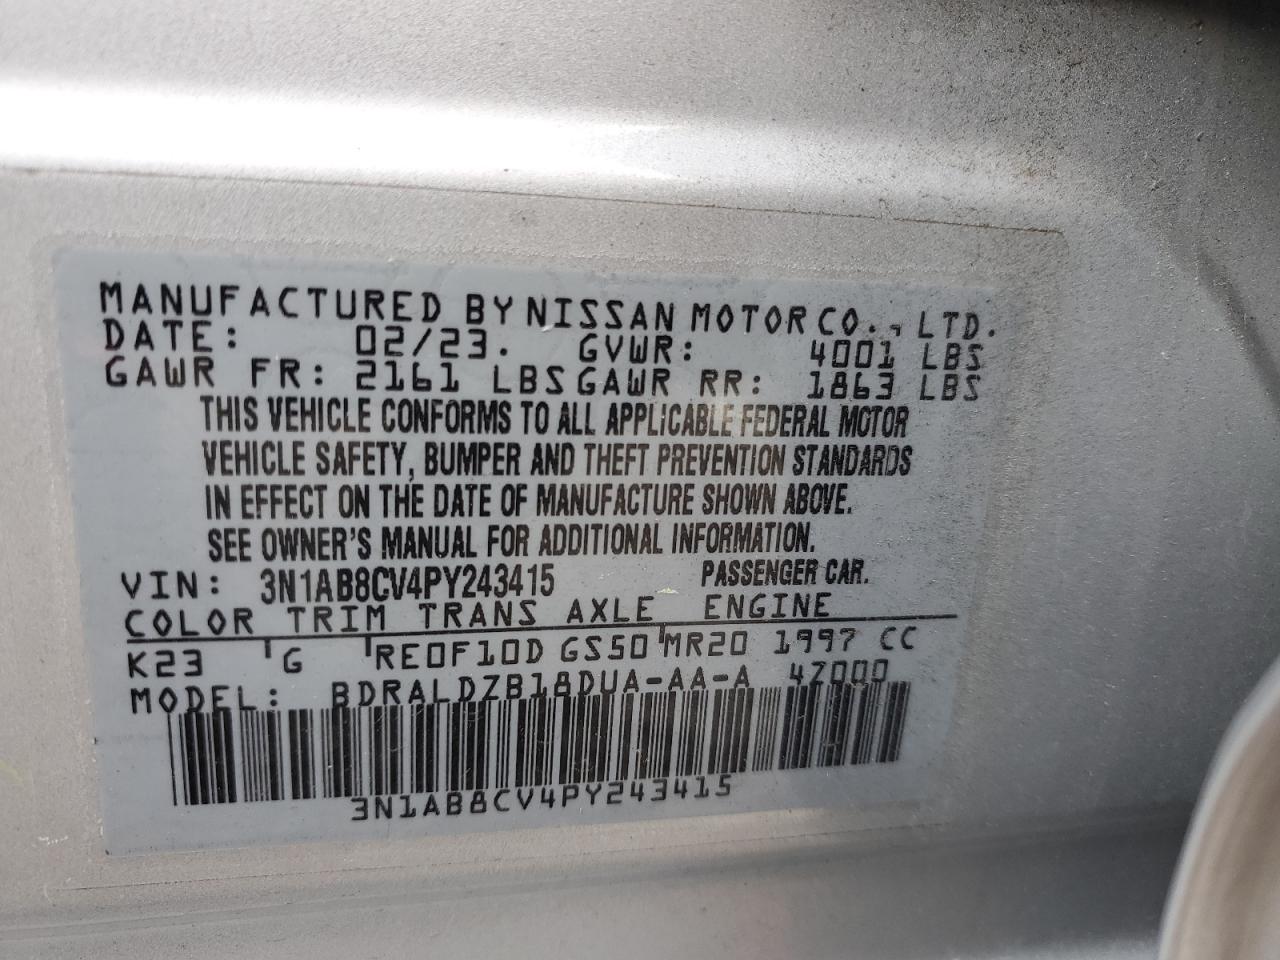 MANUFACTURED BY NISSAN MOTOR CO., LTD.
DATE: 02/23. GVWR: 4001 LBS
GAWR FR: 2161 LBS GAWR RR: 1863 LBS
THIS VEHICLE CONFORMS TO ALL APPLICABLE FEDERAL MOTOR
VEHICLE SAFETY, BUMPER AND THEFT PREVENTION STANDARDS
IN EFFECT ON THE DATE OF MANUFACTURE SHOWN ABOVE.
SEE OWNER'S MANUAL FOR ADDITIONAL INFORMATION.
VIN: 3N1AB8CV4PY243415 PASSENGER CAR.
COLOR TRIM TRANS AXLE ENGINE
K23 G RE0F10D GS50 MR20 1997 CC
MODEL: BDRALDZB18DUA-AA-A 4Z000
3N1AB8CV4PY243415